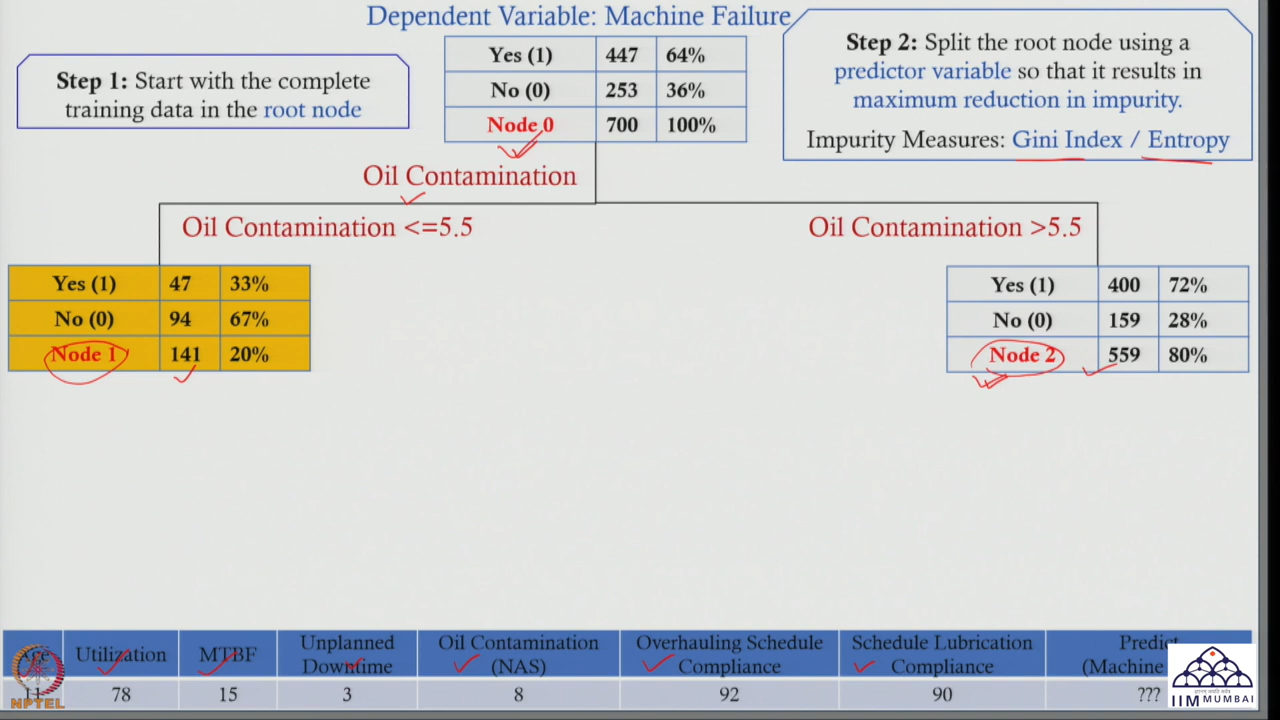 Dependent Variable: Machine Failure
Step 1: Start with the complete
training data in the root node
Yes (1) 447 64%
No (0) 253 36%
Node 0 700 100%
Step 2: Split the root node using a
predictor variable so that it results in
maximum reduction in impurity.
Impurity Measures: Gini Index / Entropy
Oil Contamination
Oil Contamination <=5.5
Oil Contamination >5.5
Yes (1) 47 33%
No (0) 94 67%
Node 1 141 20%
Yes (1) 400 72%
No (0) 159 28%
Node 2 559 80%
Age Utilization MTBF Unplanned Downtime Oil Contamination (NAS) Overhauling Schedule Compliance Schedule Lubrication Compliance Predict (Machine
11 78 15 3 8 92 90 ???
NPTEL
IIM MUMBAI